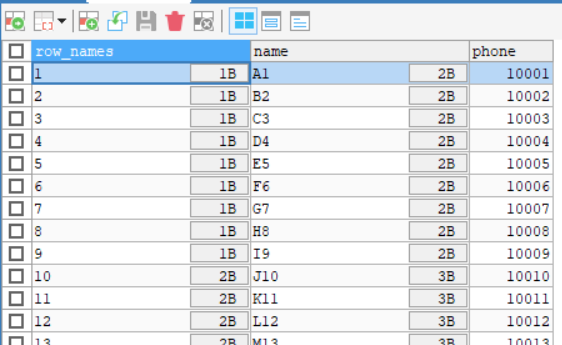 row_names name phone
1 1B A1 2B 10001
2 1B B2 2B 10002
3 1B C3 2B 10003
4 1B D4 2B 10004
5 1B E5 2B 10005
6 1B F6 2B 10006
7 1B G7 2B 10007
8 1B H8 2B 10008
9 1B I9 2B 10009
10 2B J10 3B 10010
11 2B K11 3B 10011
12 2B L12 3B 10012
13 2B M13 3B 10013